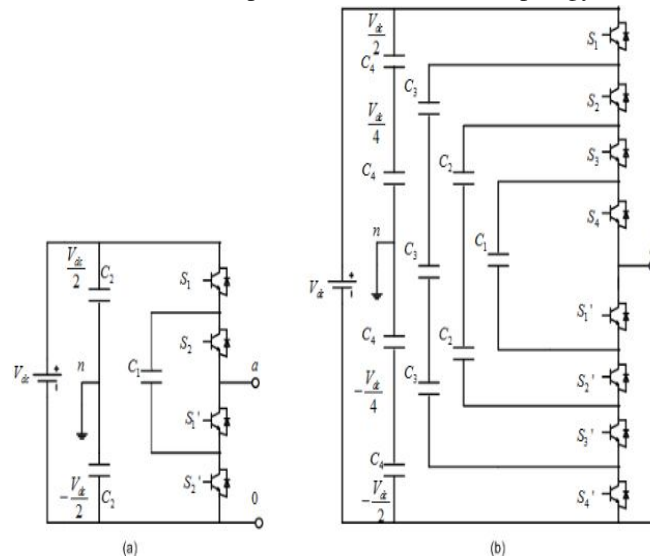 V_dc/2
C_2
V_dc
n
C_1
S_1
S_2
a
S_1'
S_2'
-V_dc/2
C_2
0
(a)
V_dc/2
C_4
C_3
V_dc/4
C_4
C_2
S_1
S_2
S_3
S_4
n
V_dc
C_3
C_1
C_4
-V_dc/4
C_3
C_2
S_1'
S_2'
S_3'
C_4
-V_dc/2
S_4'
(b)